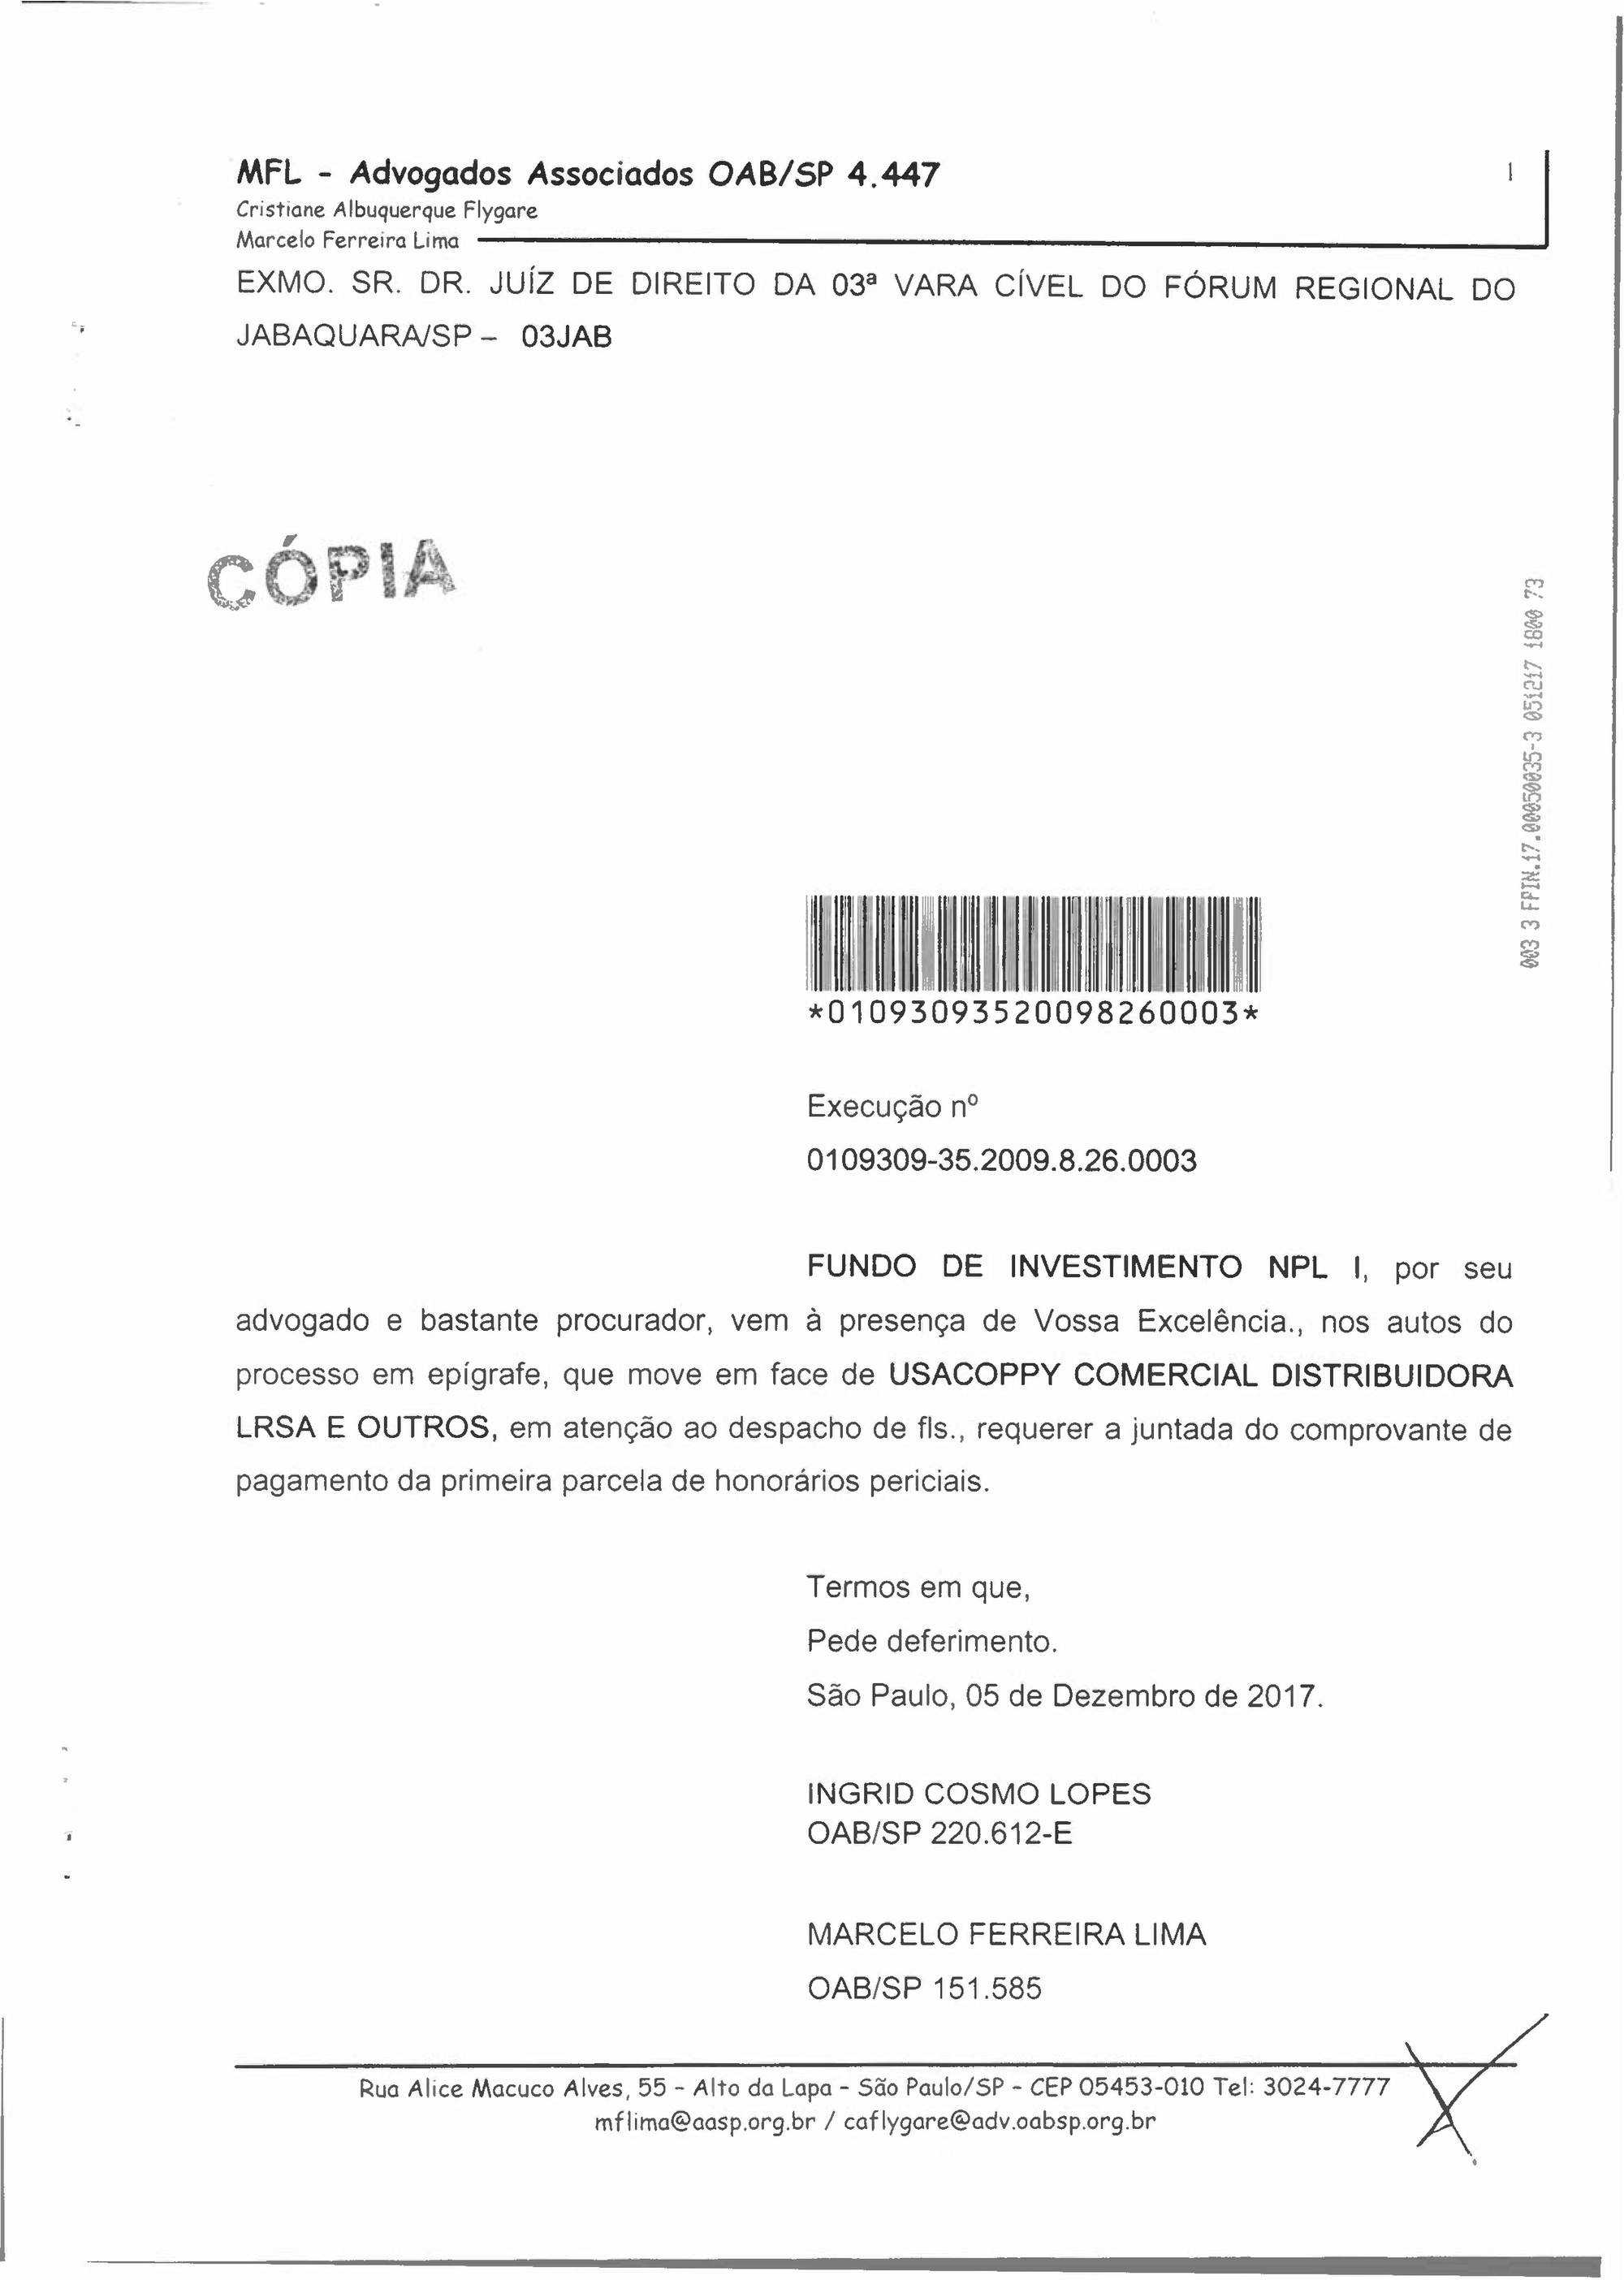 MFL - Advogados Associados OAB/SP 4.447
1
Cristiane Albuquerque Flygare
Marcelo Ferreira Lima
EXMO. SR. DR. JUÍZ DE DIREITO DA 03ª VARA CÍVEL DO FÓRUM REGIONAL DO
JABAQUARA/SP – 03JAB
CÓPIA
003 3 FPIN.17.00050035-3 051217 1800 73
*01093093520098260003*
Execução nº
0109309-35.2009.8.26.0003
FUNDO DE INVESTIMENTO NPL I, por seu
advogado e bastante procurador, vem à presença de Vossa Excelência., nos autos do
processo em epígrafe, que move em face de USACOPPY COMERCIAL DISTRIBUIDORA
LRSA E OUTROS, em atenção ao despacho de fls., requerer a juntada do comprovante de
pagamento da primeira parcela de honorários periciais.
Termos em que,
Pede deferimento.
São Paulo, 05 de Dezembro de 2017.
INGRID COSMO LOPES
OAB/SP 220.612-E
MARCELO FERREIRA LIMA
OAB/SP 151.585
Rua Alice Macuco Alves, 55 - Alto da Lapa - São Paulo/SP - CEP 05453-010 Tel: 3024-7777
mflima@aasp.org.br / caflygare@adv.oabsp.org.br